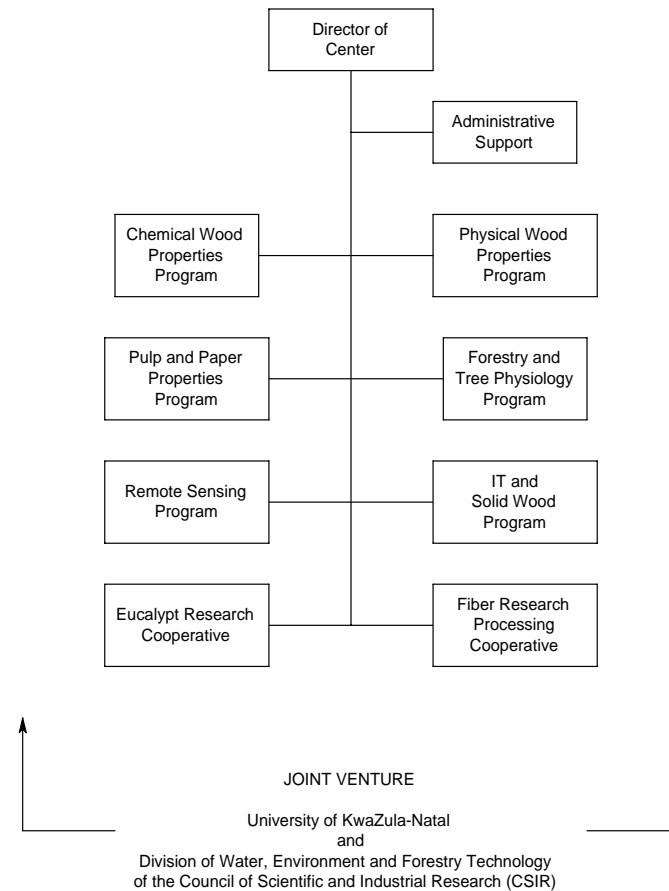 Director of
Center
Administrative
Support
Chemical Wood
Properties
Program
Physical Wood
Properties
Program
Pulp and Paper
Properties
Program
Forestry and
Tree Physiology
Program
Remote Sensing
Program
IT and
Solid Wood
Program
Eucalypt Research
Cooperative
Fiber Research
Processing
Cooperative
JOINT VENTURE
University of KwaZula-Natal
and
Division of Water, Environment and Forestry Technology
of the Council of Scientific and Industrial Research (CSIR)